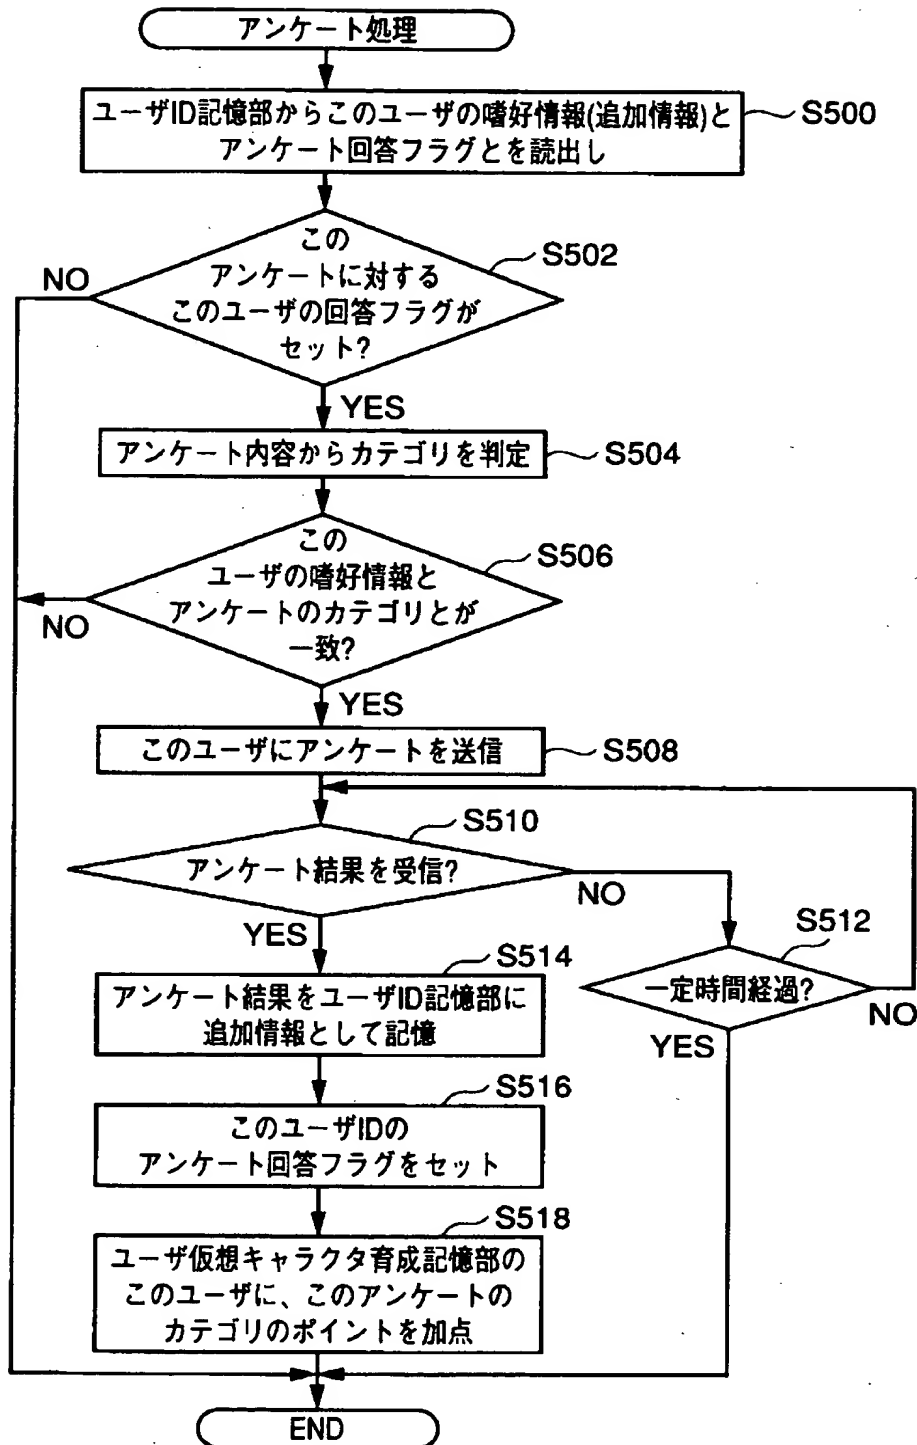 アンケート処理
ユーザID記憶部からこのユーザの嗜好情報(追加情報)と
アンケート回答フラグとを読出し
S500
この
アンケートに対する
このユーザの回答フラグが
セット?
S502
NO
YES
アンケート内容からカテゴリを判定
S504
この
ユーザの嗜好情報と
アンケートのカテゴリとが
一致?
S506
NO
YES
このユーザにアンケートを送信
S508
アンケート結果を受信?
S510
NO
YES
一定時間経過?
S512
NO
YES
アンケート結果をユーザID記憶部に
追加情報として記憶
S514
このユーザIDの
アンケート回答フラグをセット
S516
ユーザ仮想キャラクタ育成記憶部の
このユーザに、このアンケートの
カテゴリのポイントを加点
S518
END